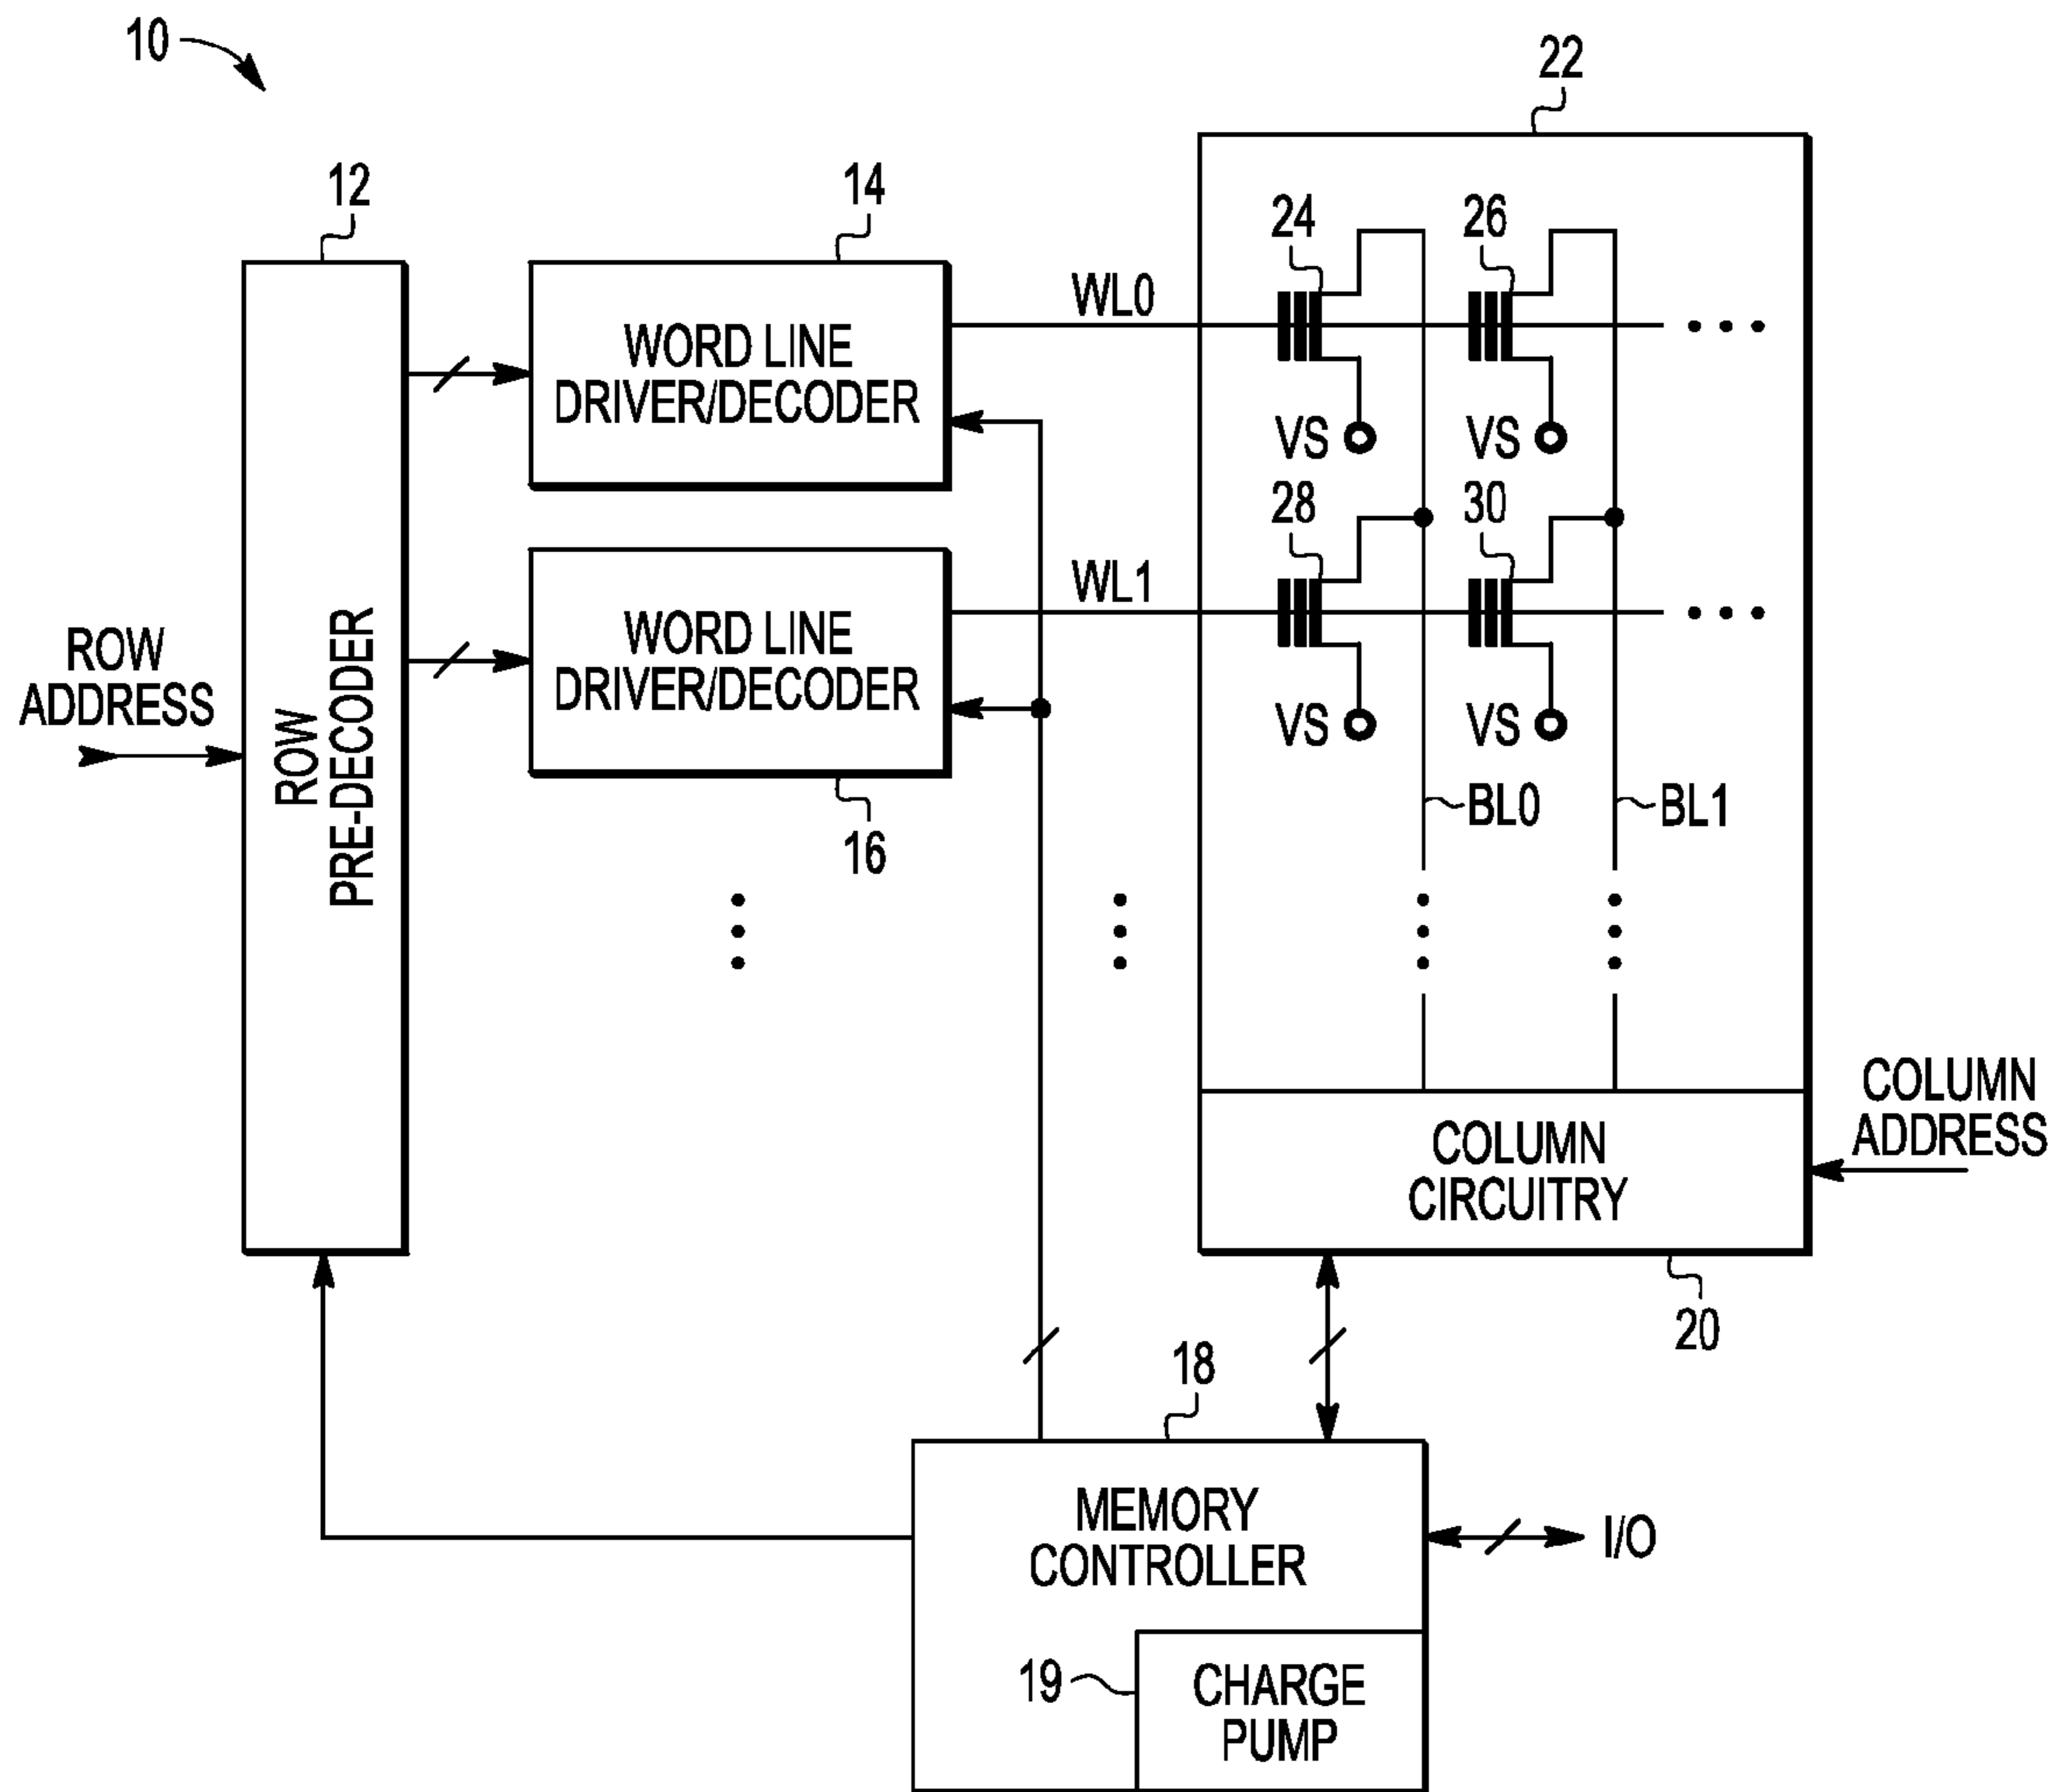 10
22
12
14
24
26
WL0
WORD LINE
DRIVER/DECODER
VS
VS
28
30
WL1
WORD LINE
DRIVER/DECODER
VS
VS
ROW
ADDRESS
ROW
PRE-DECODER
BL0
BL1
16
COLUMN
ADDRESS
COLUMN
CIRCUITRY
20
18
MEMORY
CONTROLLER
I/O
19
CHARGE
PUMP